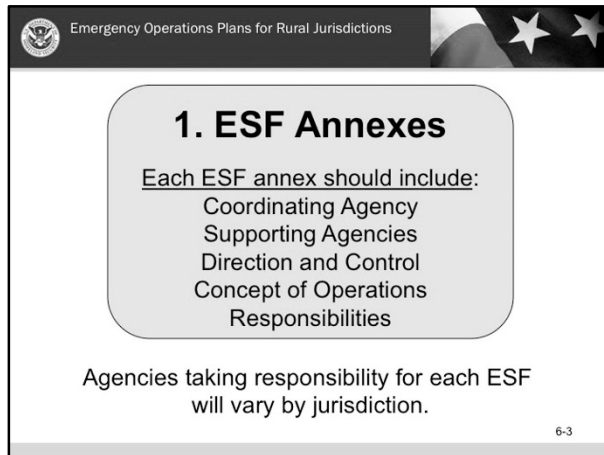 Emergency Operations Plans for Rural Jurisdictions
1. ESF Annexes
Each ESF annex should include:
Coordinating Agency
Supporting Agencies
Direction and Control
Concept of Operations
Responsibilities
Agencies taking responsibility for each ESF
will vary by jurisdiction.
6-3